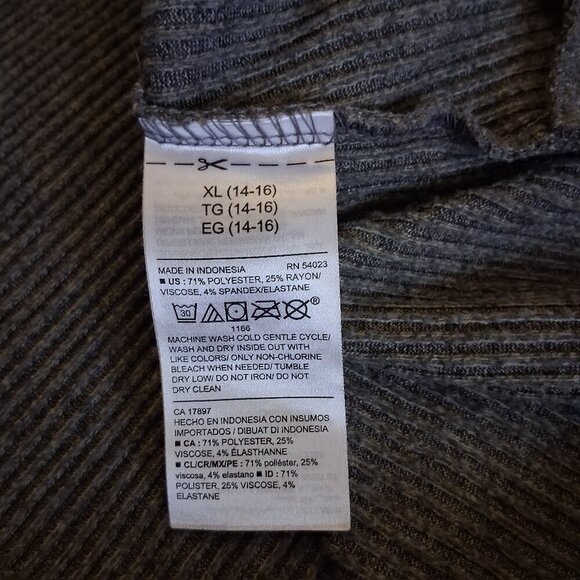 XL (14-16)
TG (14-16)
EG (14-16)
MADE IN INDONESIA RN 54023
■ US : 71% POLYESTER, 25% RAYON/
VISCOSE, 4% SPANDEX/ELASTANE
30 ®
1166
MACHINE WASH COLD GENTLE CYCLE/
WASH AND DRY INSIDE OUT WITH
LIKE COLORS/ ONLY NON-CHLORINE
BLEACH WHEN NEEDED/ TUMBLE
DRY LOW/ DO NOT IRON/ DO NOT
DRY CLEAN
CA 17897
HECHO EN INDONESIA CON INSUMOS
IMPORTADOS / DIBUAT DI INDONESIA
■ CA : 71% POLYESTER, 25%
VISCOSE, 4% ÉLASTHANNE
■ CL/CR/MX/PE : 71% poliéster, 25%
viscosa, 4% elastano ■ ID : 71%
POLISTER, 25% VISCOSE, 4%
ELASTANE